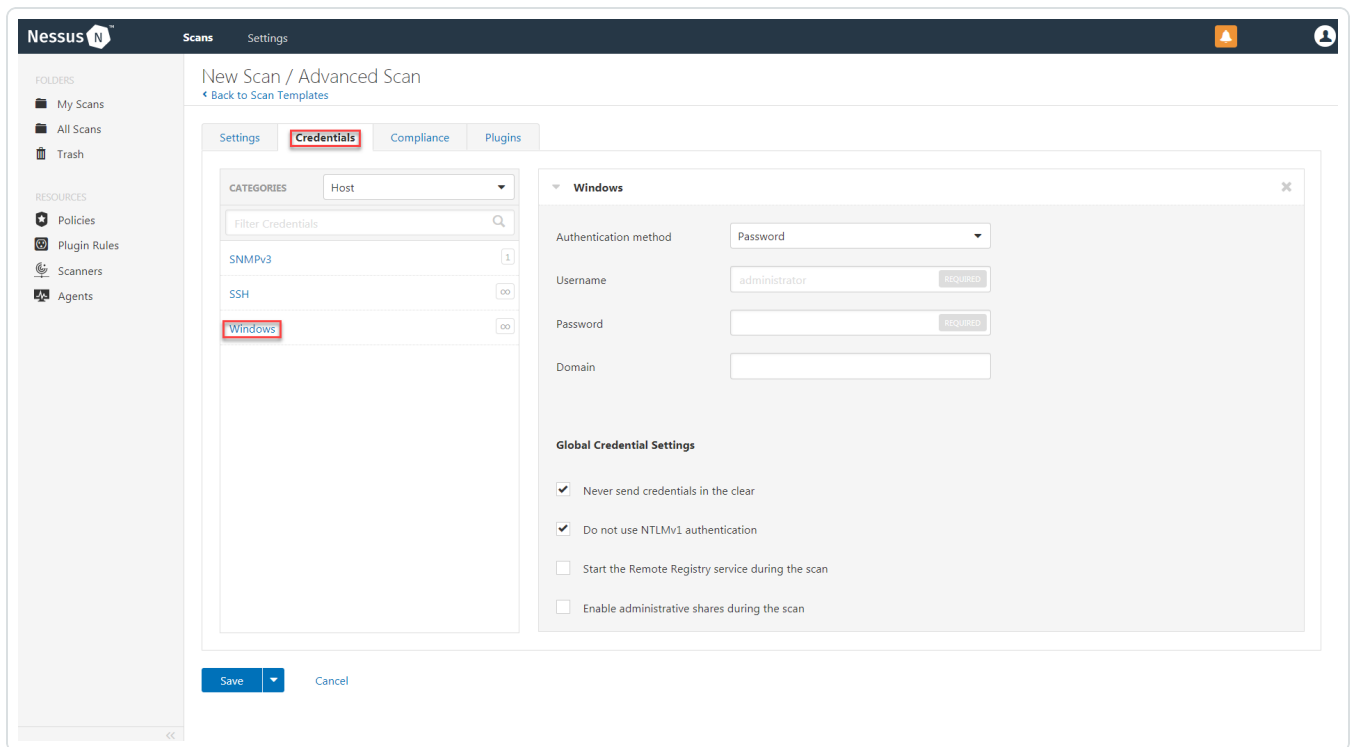 Nessus N ™ Scans Settings
FOLDERS
My Scans
All Scans
Trash
RESOURCES
Policies
Plugin Rules
Scanners
Agents
New Scan / Advanced Scan
Back to Scan Templates
Settings Credentials Compliance Plugins
CATEGORIES Host
Filter Credentials
SNMPv3 1
SSH ∞
Windows ∞
Windows
Authentication method Password
Username administrator REQUIRED
Password REQUIRED
Domain
Global Credential Settings
Never send credentials in the clear
Do not use NTLMv1 authentication
Start the Remote Registry service during the scan
Enable administrative shares during the scan
Save Cancel